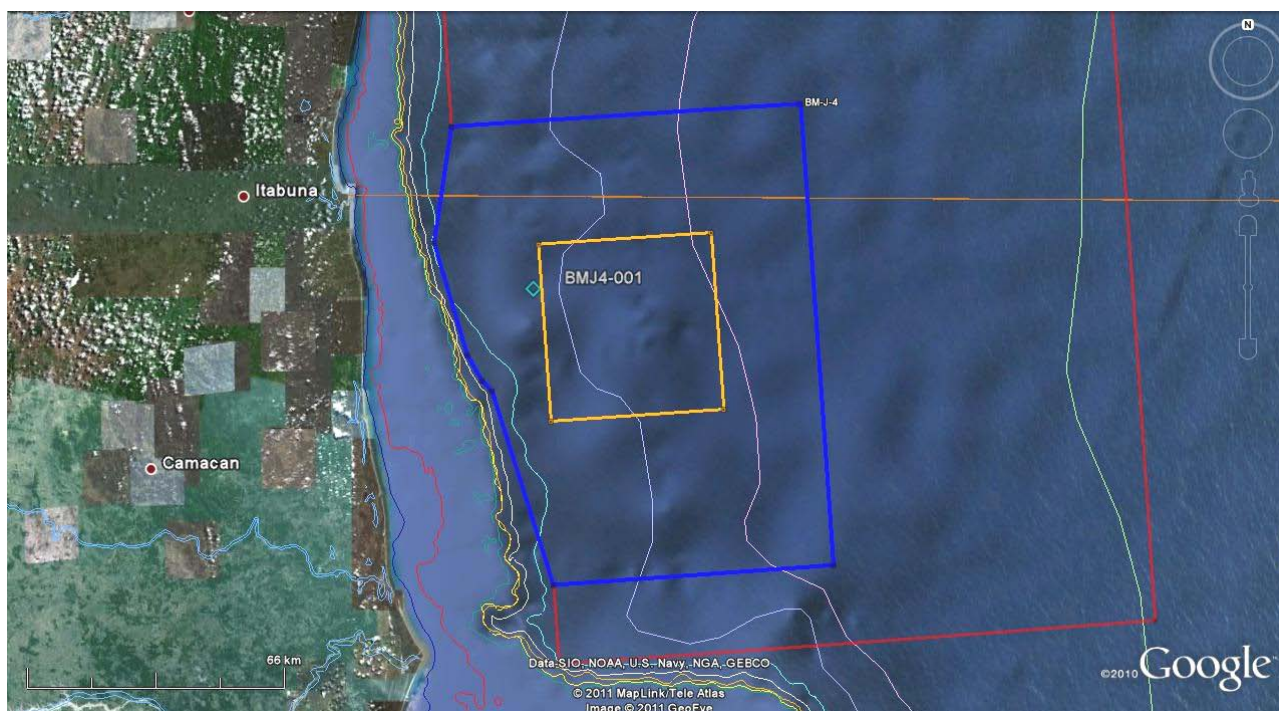 N
BM-J-4
Itabuna
BMJ4-001
Camacan
66 km
Data SIO, NOAA, U.S. Navy, NGA, GEBCO
© 2011 MapLink/Tele Atlas
Image © 2011 GeoEye
©2010 Google